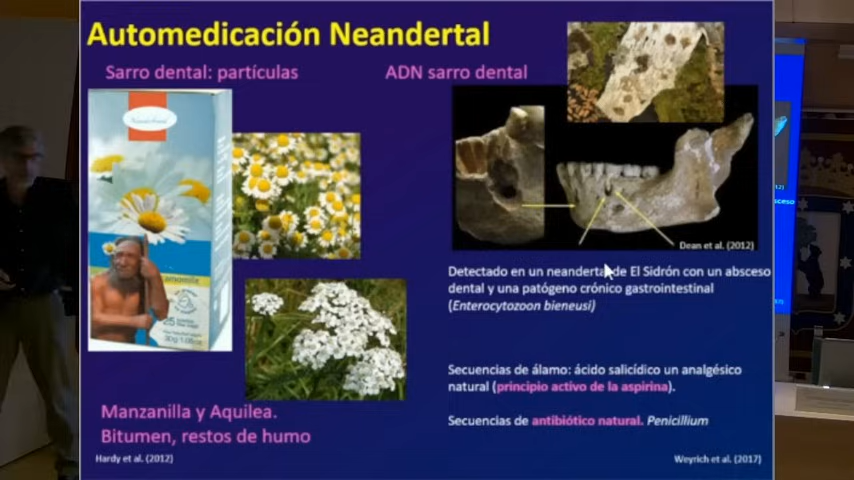 Automedicación Neandertal
Sarro dental: partículas
ADN sarro dental
Dean et al. (2012)
Detectado en un neandertal de El Sidrón con un absceso
dental y una patógeno crónico gastrointestinal
(Enterocytozoon bieneusi)
Secuencias de álamo: ácido salicídico un analgésico
natural (principio activo de la aspirina).
Secuencias de antibiótico natural. Penicillium
Manzanilla y Aquilea.
Bitumen, restos de humo
Hardy et al. (2012)
Weyrich et al. (2017)